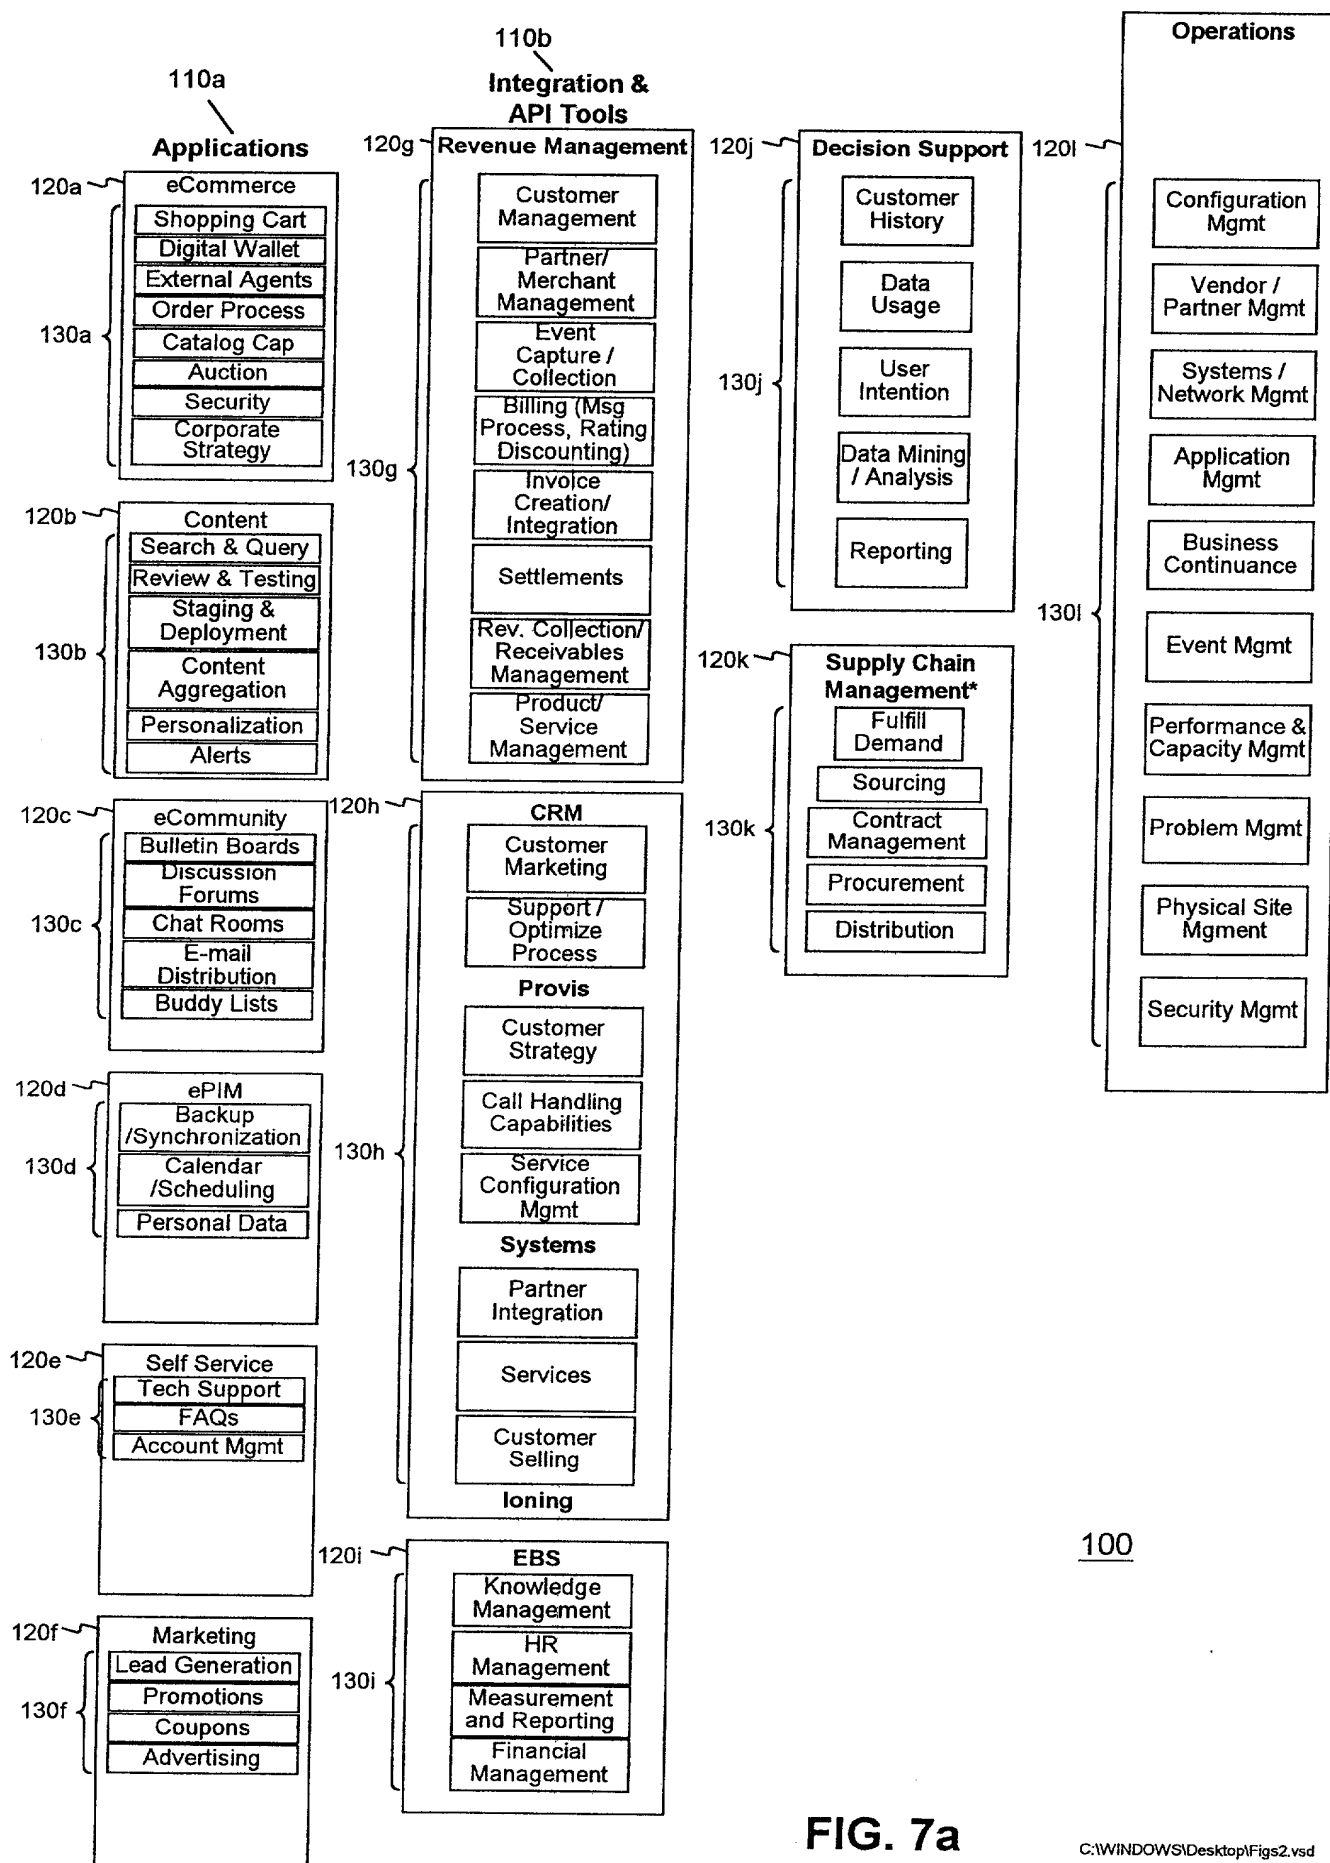 110a
Applications
120a
eCommerce
Shopping Cart
Digital Wallet
External Agents
Order Process
Catalog Cap
Auction
Security
Corporate
Strategy
130a
120b
Content
Search & Query
Review & Testing
Staging &
Deployment
Content
Aggregation
Personalization
Alerts
130b
120c
eCommunity
Bulletin Boards
Discussion
Forums
Chat Rooms
E-mail
Distribution
Buddy Lists
130c
120d
ePIM
Backup
/Synchronization
Calendar
/Scheduling
Personal Data
130d
120e
Self Service
Tech Support
FAQs
Account Mgmt
130e
120f
Marketing
Lead Generation
Promotions
Coupons
Advertising
130f
110b
Integration &
API Tools
120g
Revenue Management
Customer
Management
Partner/
Merchant
Management
Event
Capture /
Collection
Billing (Msg
Process, Rating
Discounting)
Invoice
Creation/
Integration
Settlements
Rev. Collection/
Receivables
Management
Product/
Service
Management
130g
120h
CRM
Customer
Marketing
Support /
Optimize
Process
Provis
Customer
Strategy
Call Handling
Capabilities
Service
Configuration
Mgmt
Systems
Partner
Integration
Services
Customer
Selling
Ioning
130h
120i
EBS
Knowledge
Management
HR
Management
Measurement
and Reporting
Financial
Management
130i
120j
Decision Support
Customer
History
Data
Usage
User
Intention
Data Mining
/ Analysis
Reporting
130j
120k
Supply Chain
Management*
Fulfill
Demand
Sourcing
Contract
Management
Procurement
Distribution
130k
Operations
120l
Configuration
Mgmt
Vendor /
Partner Mgmt
Systems /
Network Mgmt
Application
Mgmt
Business
Continuance
Event Mgmt
Performance &
Capacity Mgmt
Problem Mgmt
Physical Site
Mgment
Security Mgmt
130l
100
FIG. 7a
C:\WINDOWS\Desktop\Figs2.vsd